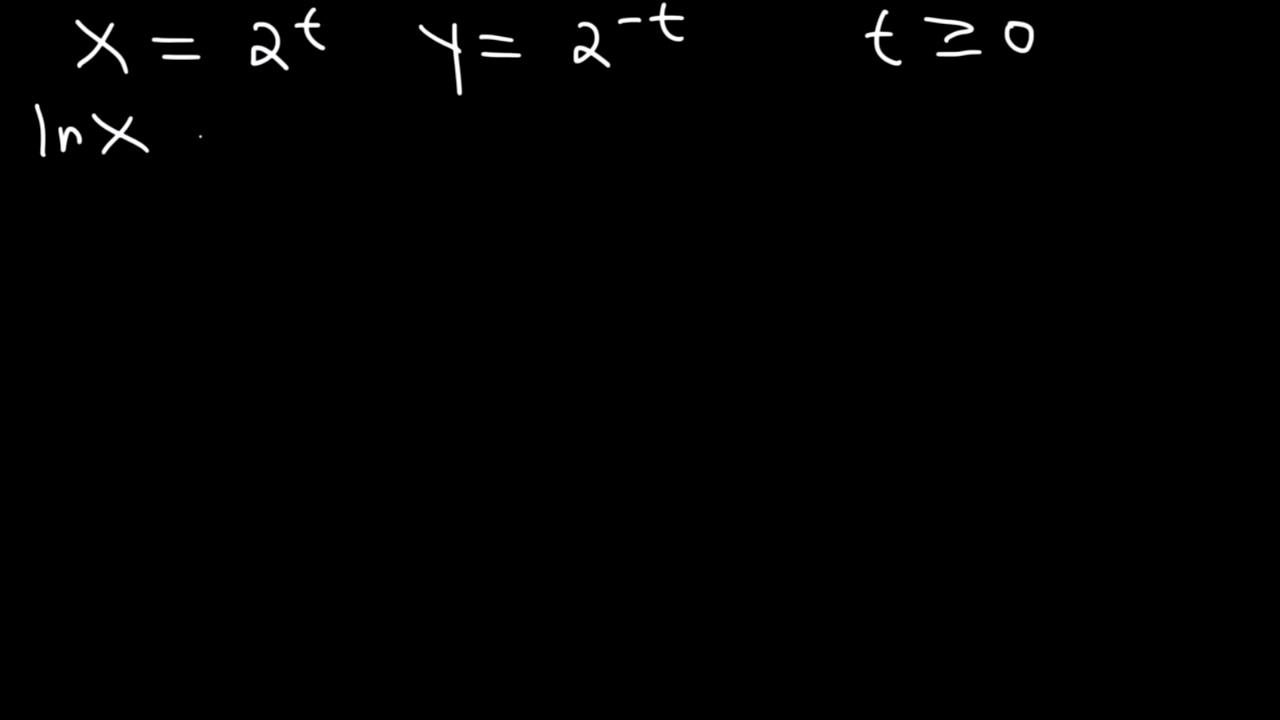 x = 2^t y = 2^-t t ≥ 0
ln x